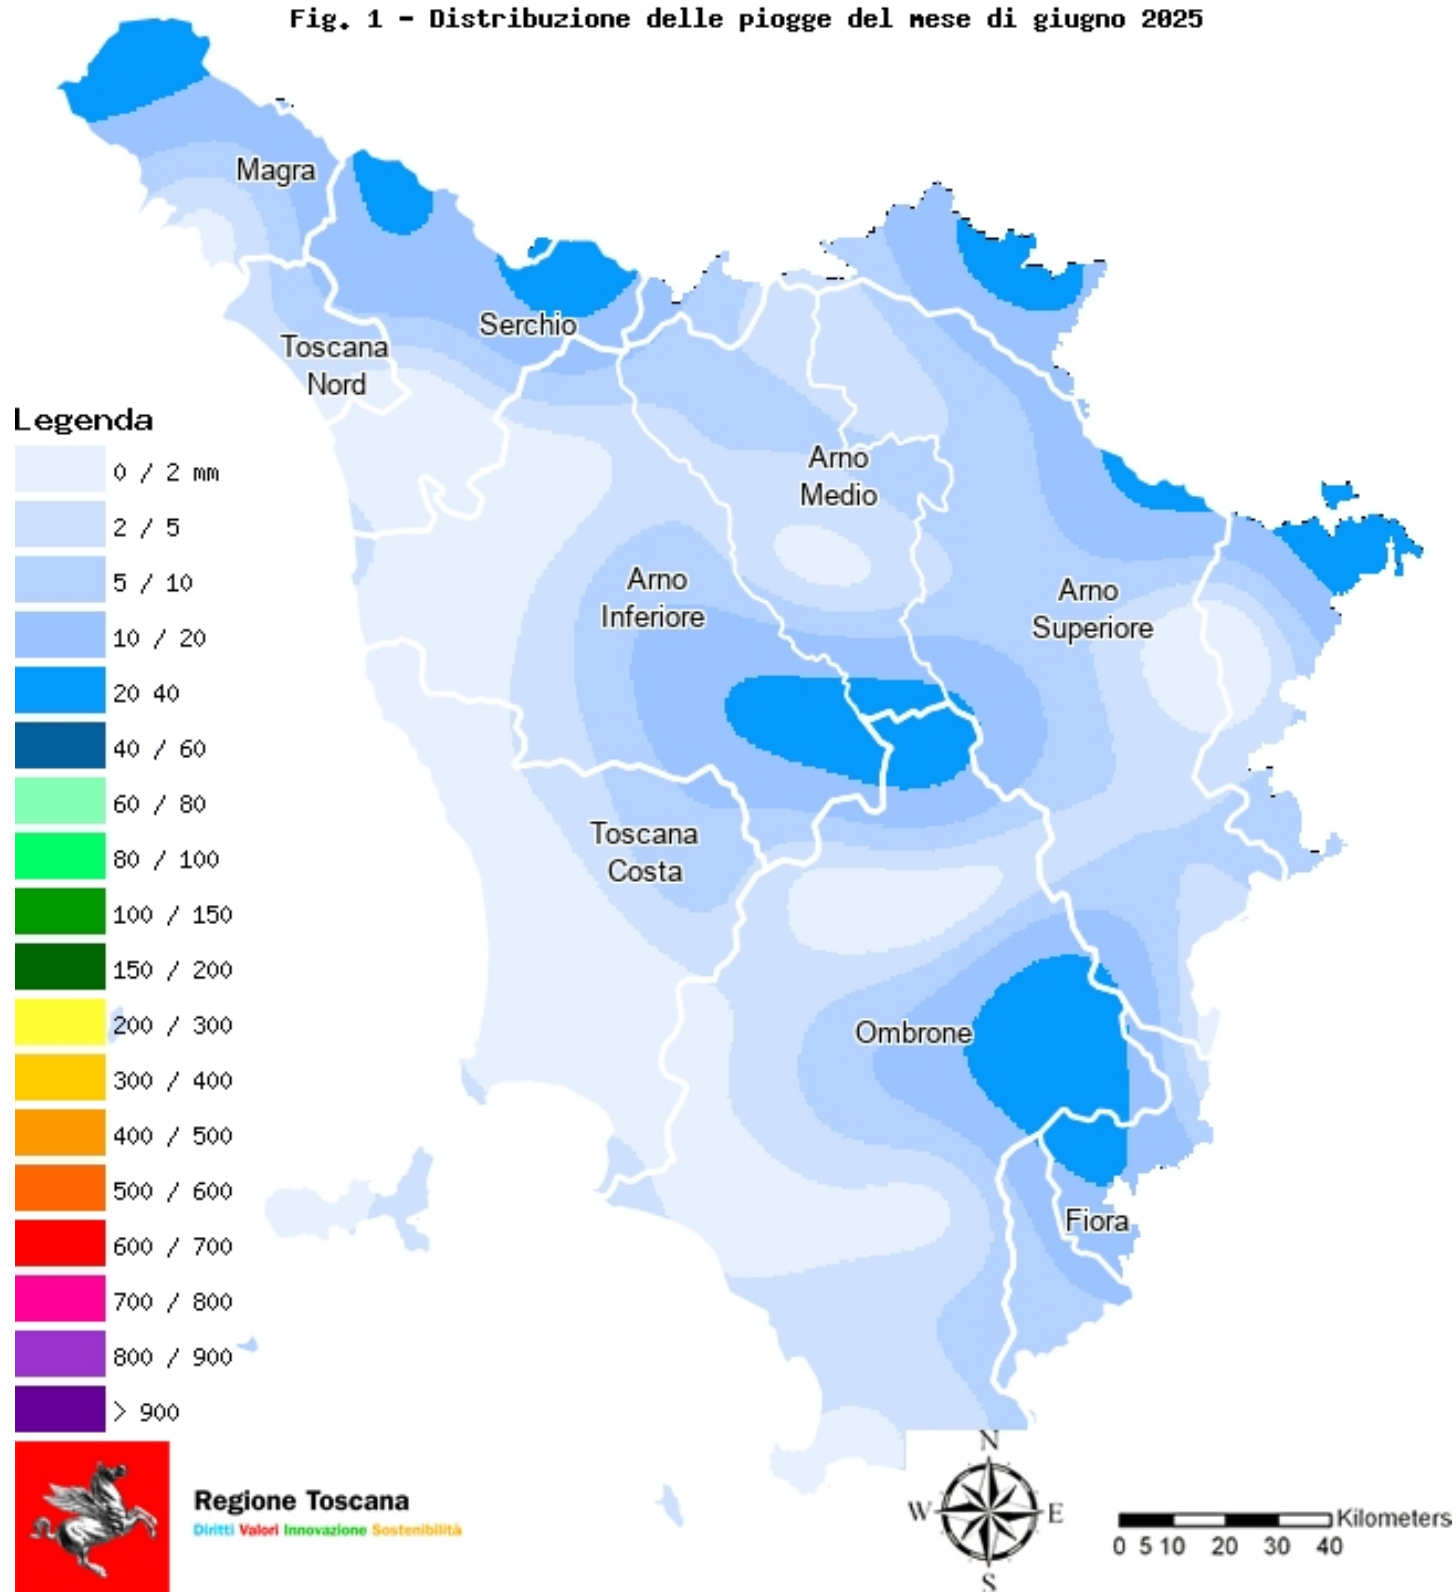 Fig. 1 - Distribuzione delle piogge del mese di giugno 2025
Magra
Serchio
Toscana
Nord
Legenda
0 / 2 mm
2 / 5
5 / 10
10 / 20
20 40
40 / 60
60 / 80
80 / 100
100 / 150
150 / 200
200 / 300
300 / 400
400 / 500
500 / 600
600 / 700
700 / 800
800 / 900
> 900
Arno
Medio
Arno
Inferiore
Arno
Superiore
Toscana
Costa
Ombrone
Fiora
Regione Toscana
Diritti Valori Innovazione Sostenibilità
N
W
E
S
Kilometers
0 5 10 20 30 40